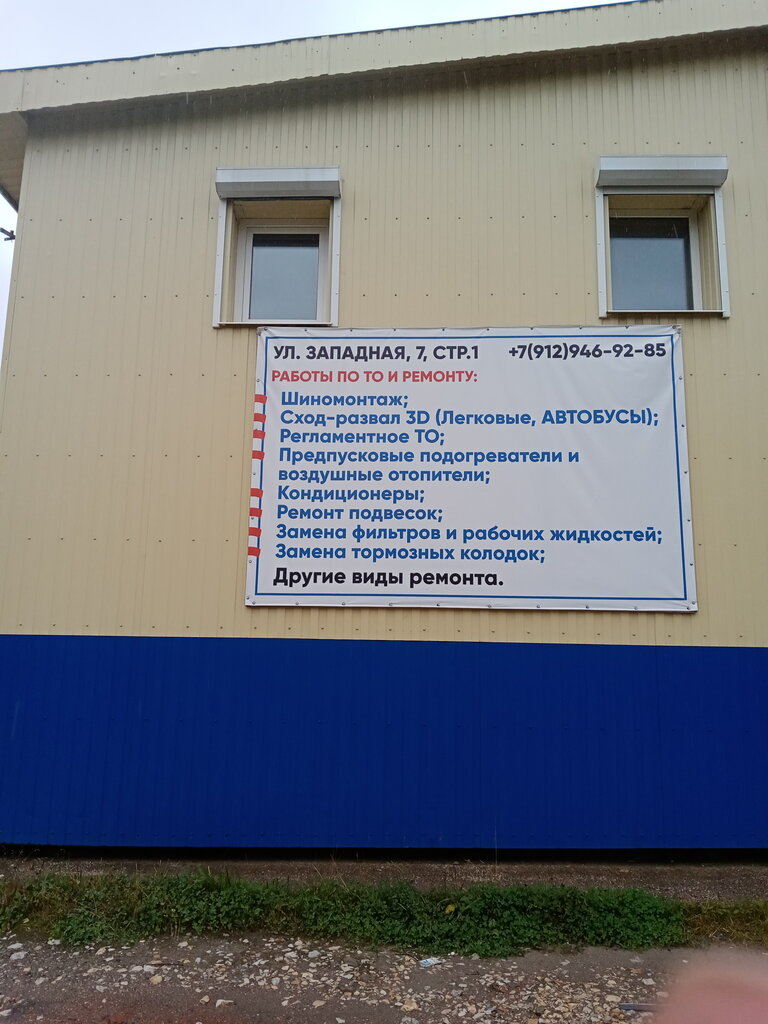 УЛ. ЗАПАДНАЯ, 7, СТР.1 +7(912)946-92-85
РАБОТЫ ПО ТО И РЕМОНТУ:
Шиномонтаж;
Сход-развал 3D (Легковые, АВТОБУСЫ);
Регламентное ТО;
Предпусковые подогреватели и
воздушные отопители;
Кондиционеры;
Ремонт подвесок;
Замена фильтров и рабочих жидкостей;
Замена тормозных колодок;
Другие виды ремонта.